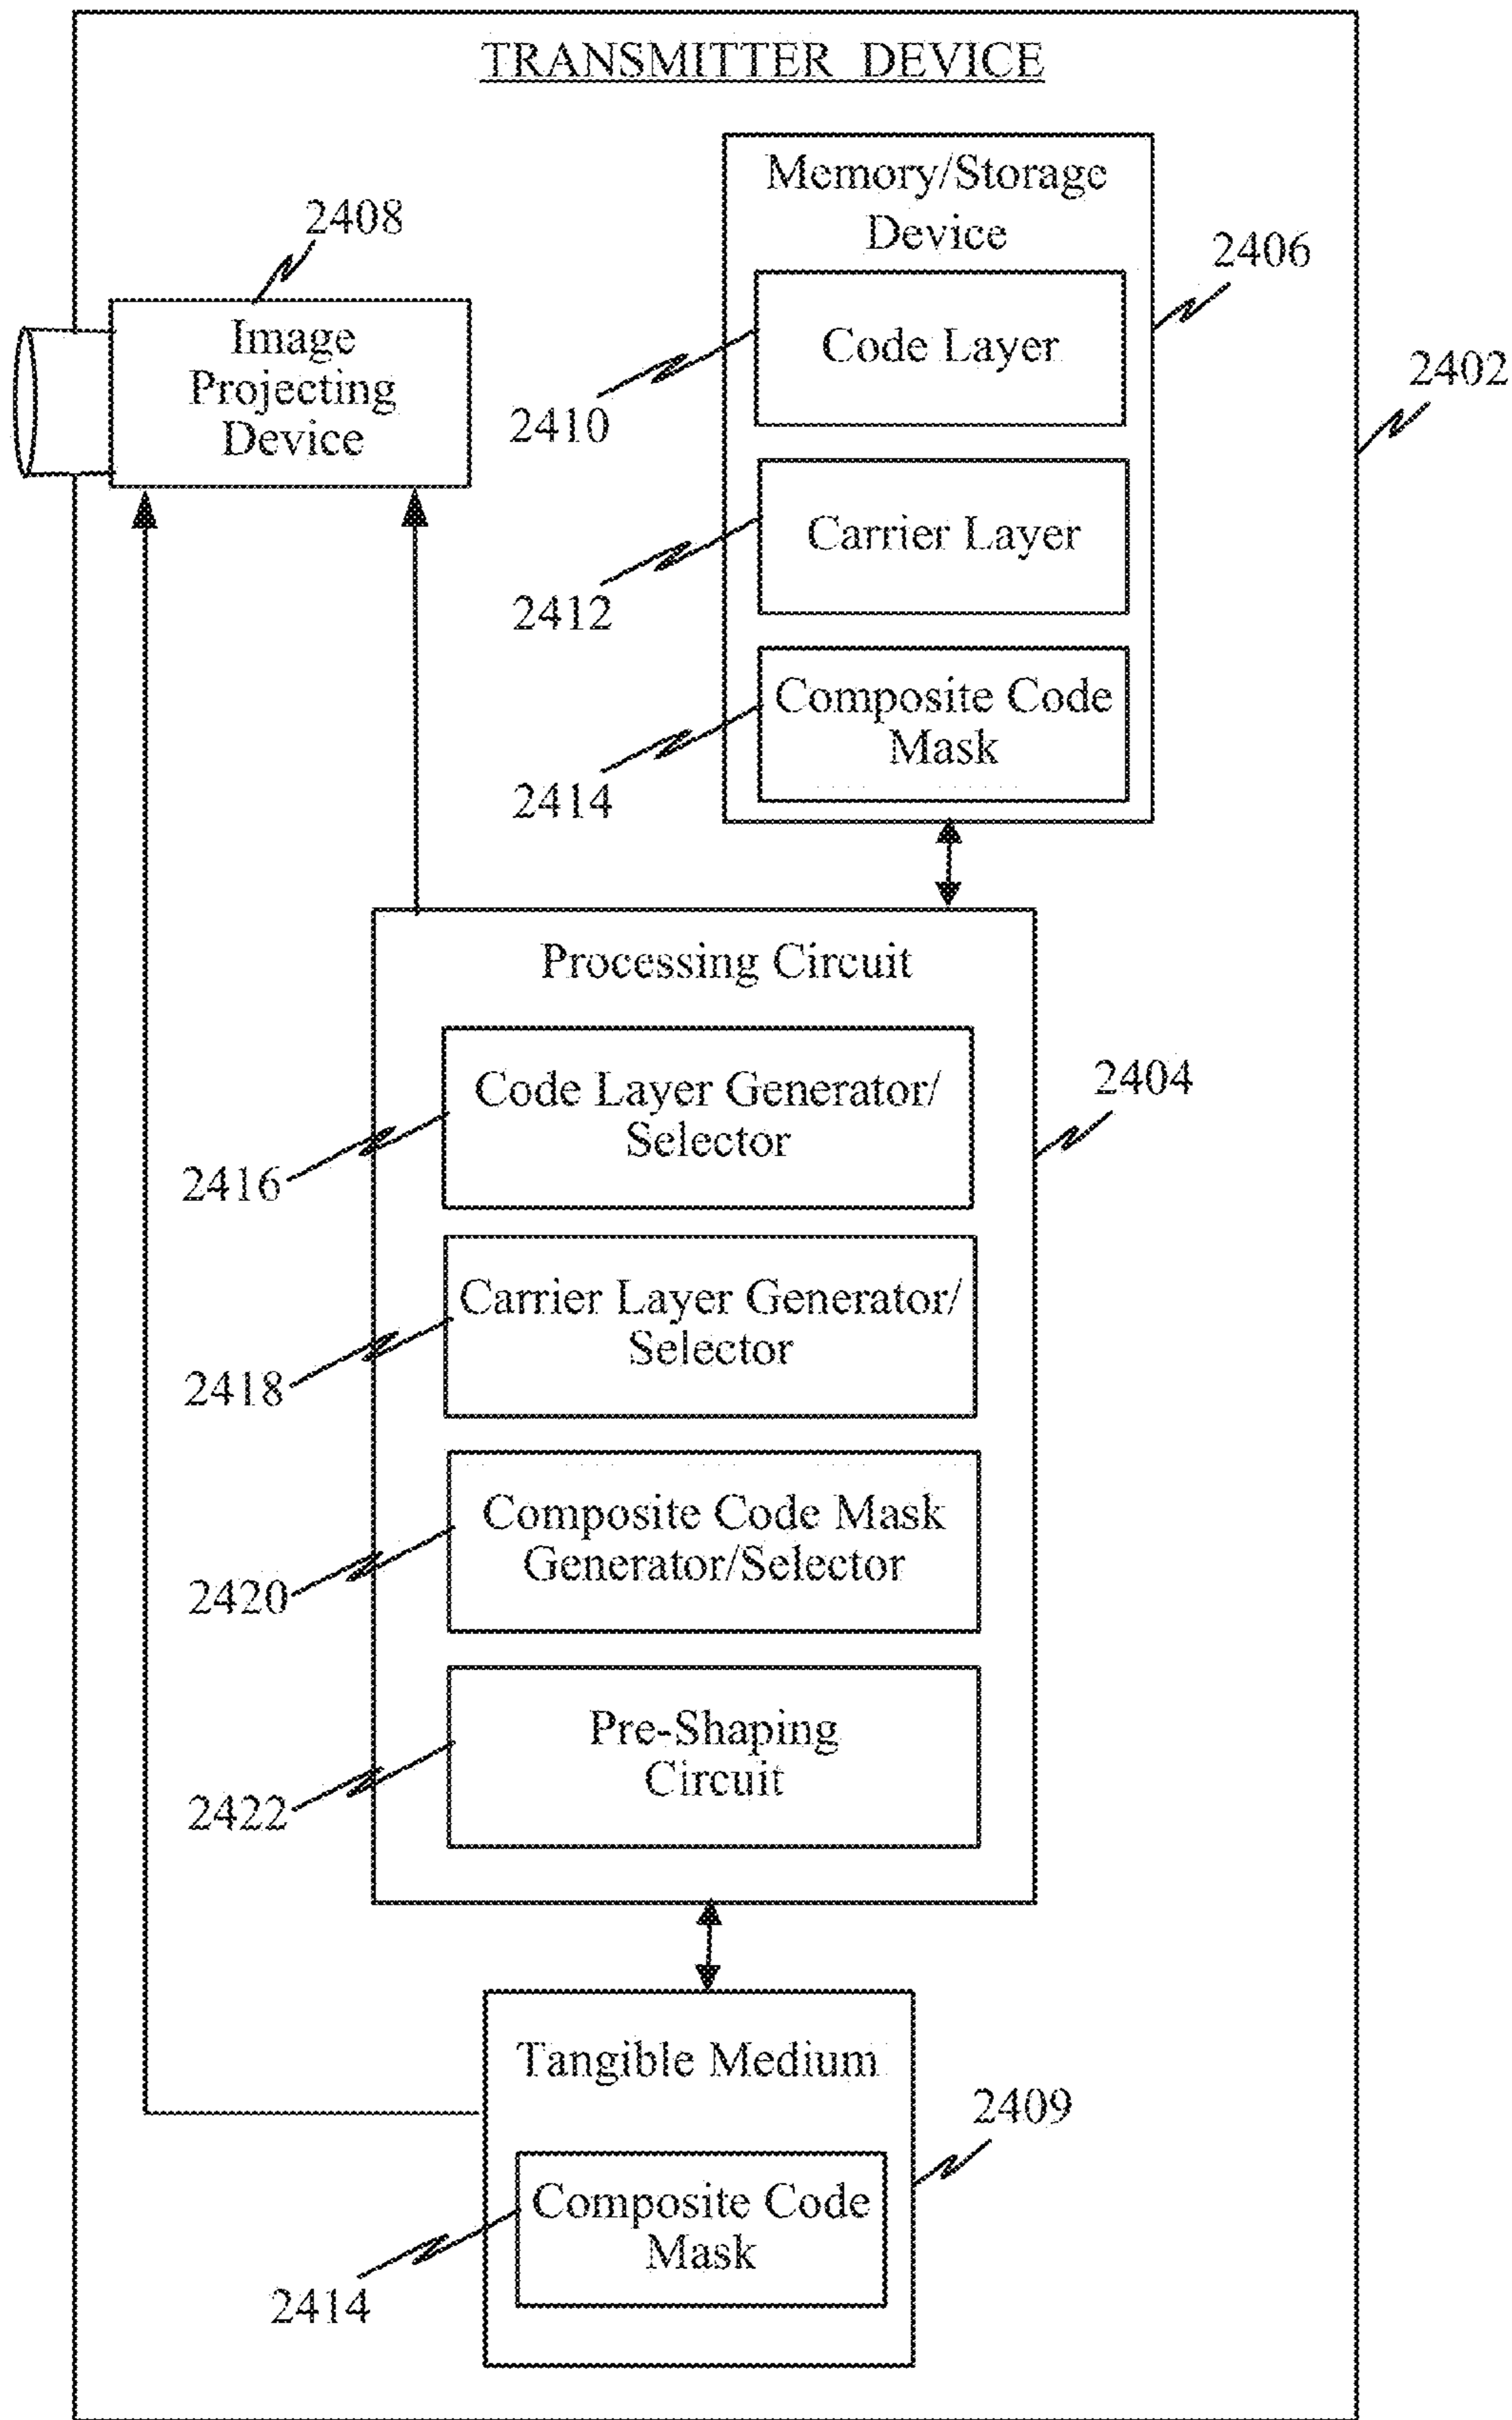 TRANSMITTER DEVICE
Memory/Storage
Device
2408
2406
Image
Projecting
Device
Code Layer
2410
2402
Carrier Layer
2412
Composite Code
Mask
2414
Processing Circuit
Code Layer Generator/
Selector
2404
2416
Carrier Layer Generator/
Selector
2418
Composite Code Mask
Generator/Selector
2420
Pre-Shaping
Circuit
2422
Tangible Medium
2409
Composite Code
Mask
2414